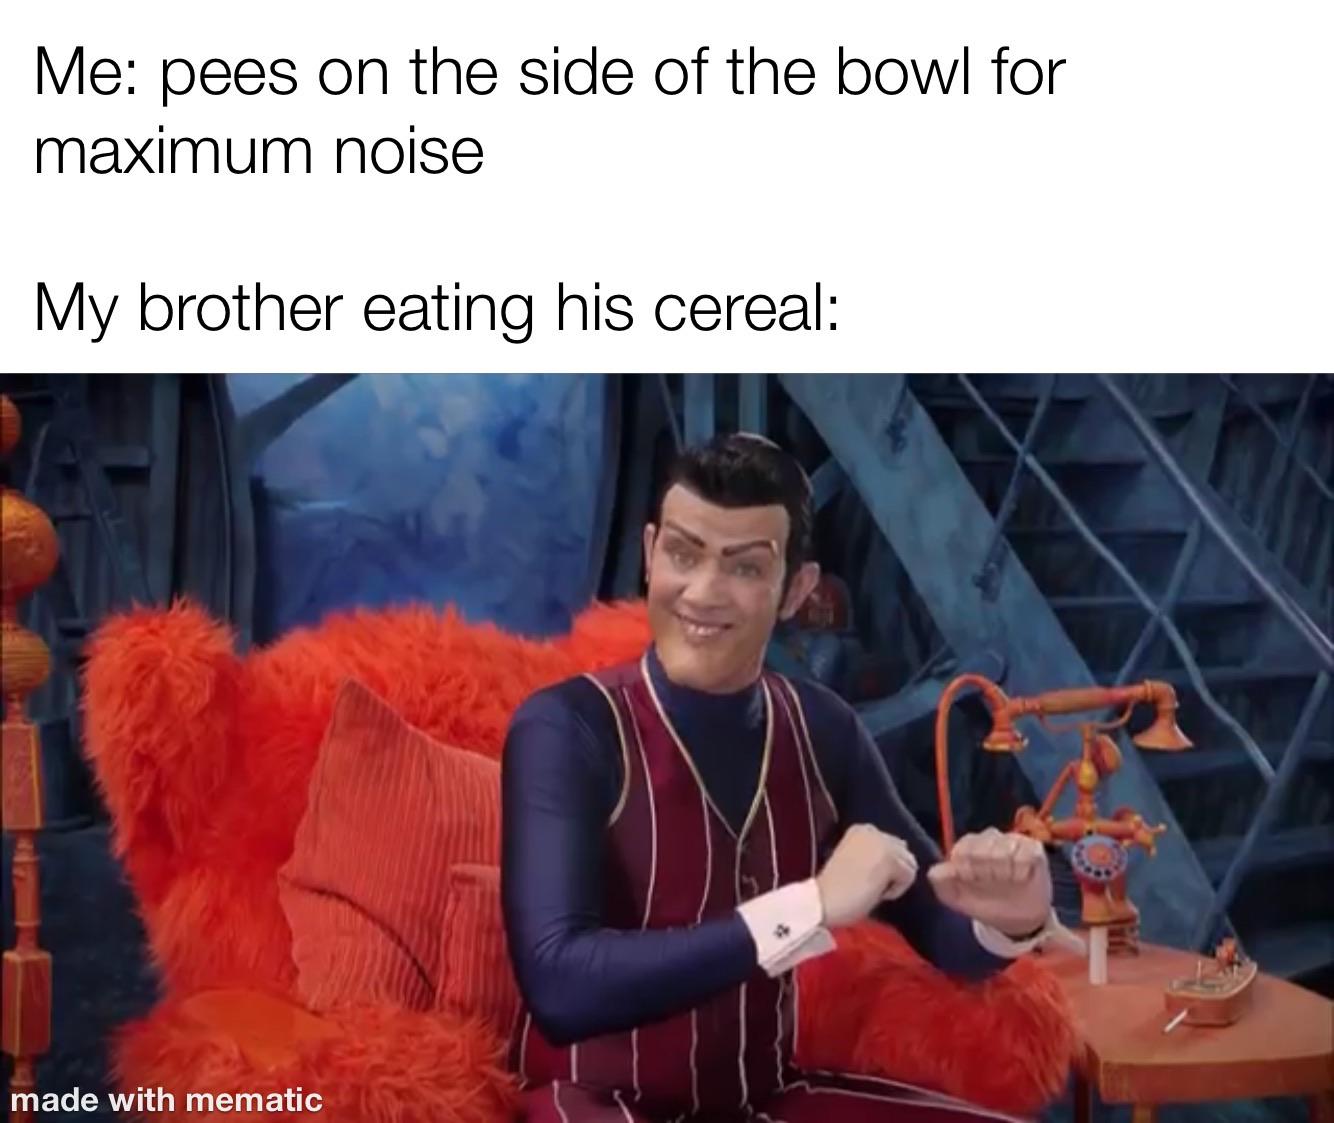 Me: pees on the side of the bowl for
maximum noise
My brother eating his cereal:
made with mematic